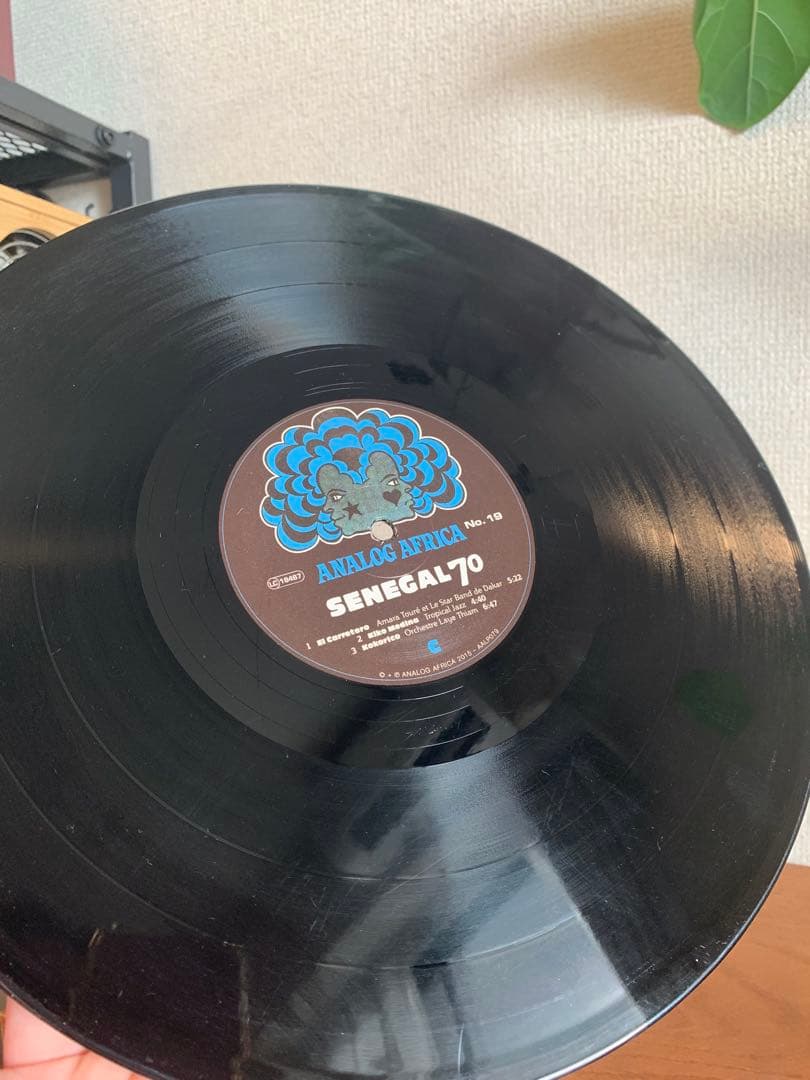 ANALOG AFRICA No. 19
LC 18467
SENEGAL 70
1 El Carretero Amara Touré et Le Star Band de Dakar 5:22
2 Kiko Medina Tropical Jazz 4:40
3 Kokorico Orchestre Laye Thiam 6:47
C
© + ℗ ANALOG AFRICA 2015 - AALP079